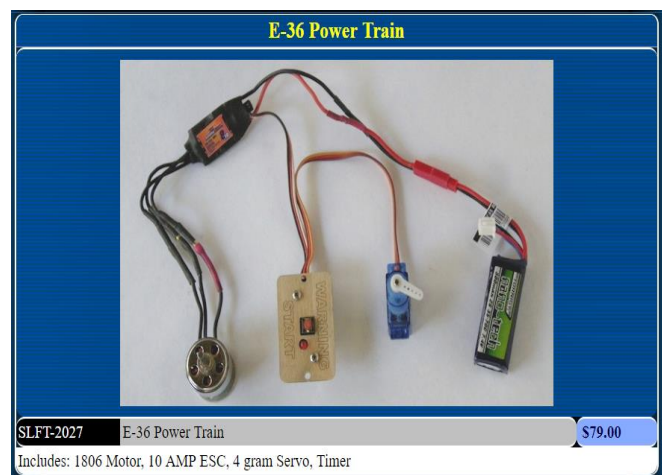 E-36 Power Train
SLFT-2027 E-36 Power Train $79.00
Includes: 1806 Motor, 10 AMP ESC, 4 gram Servo, Timer